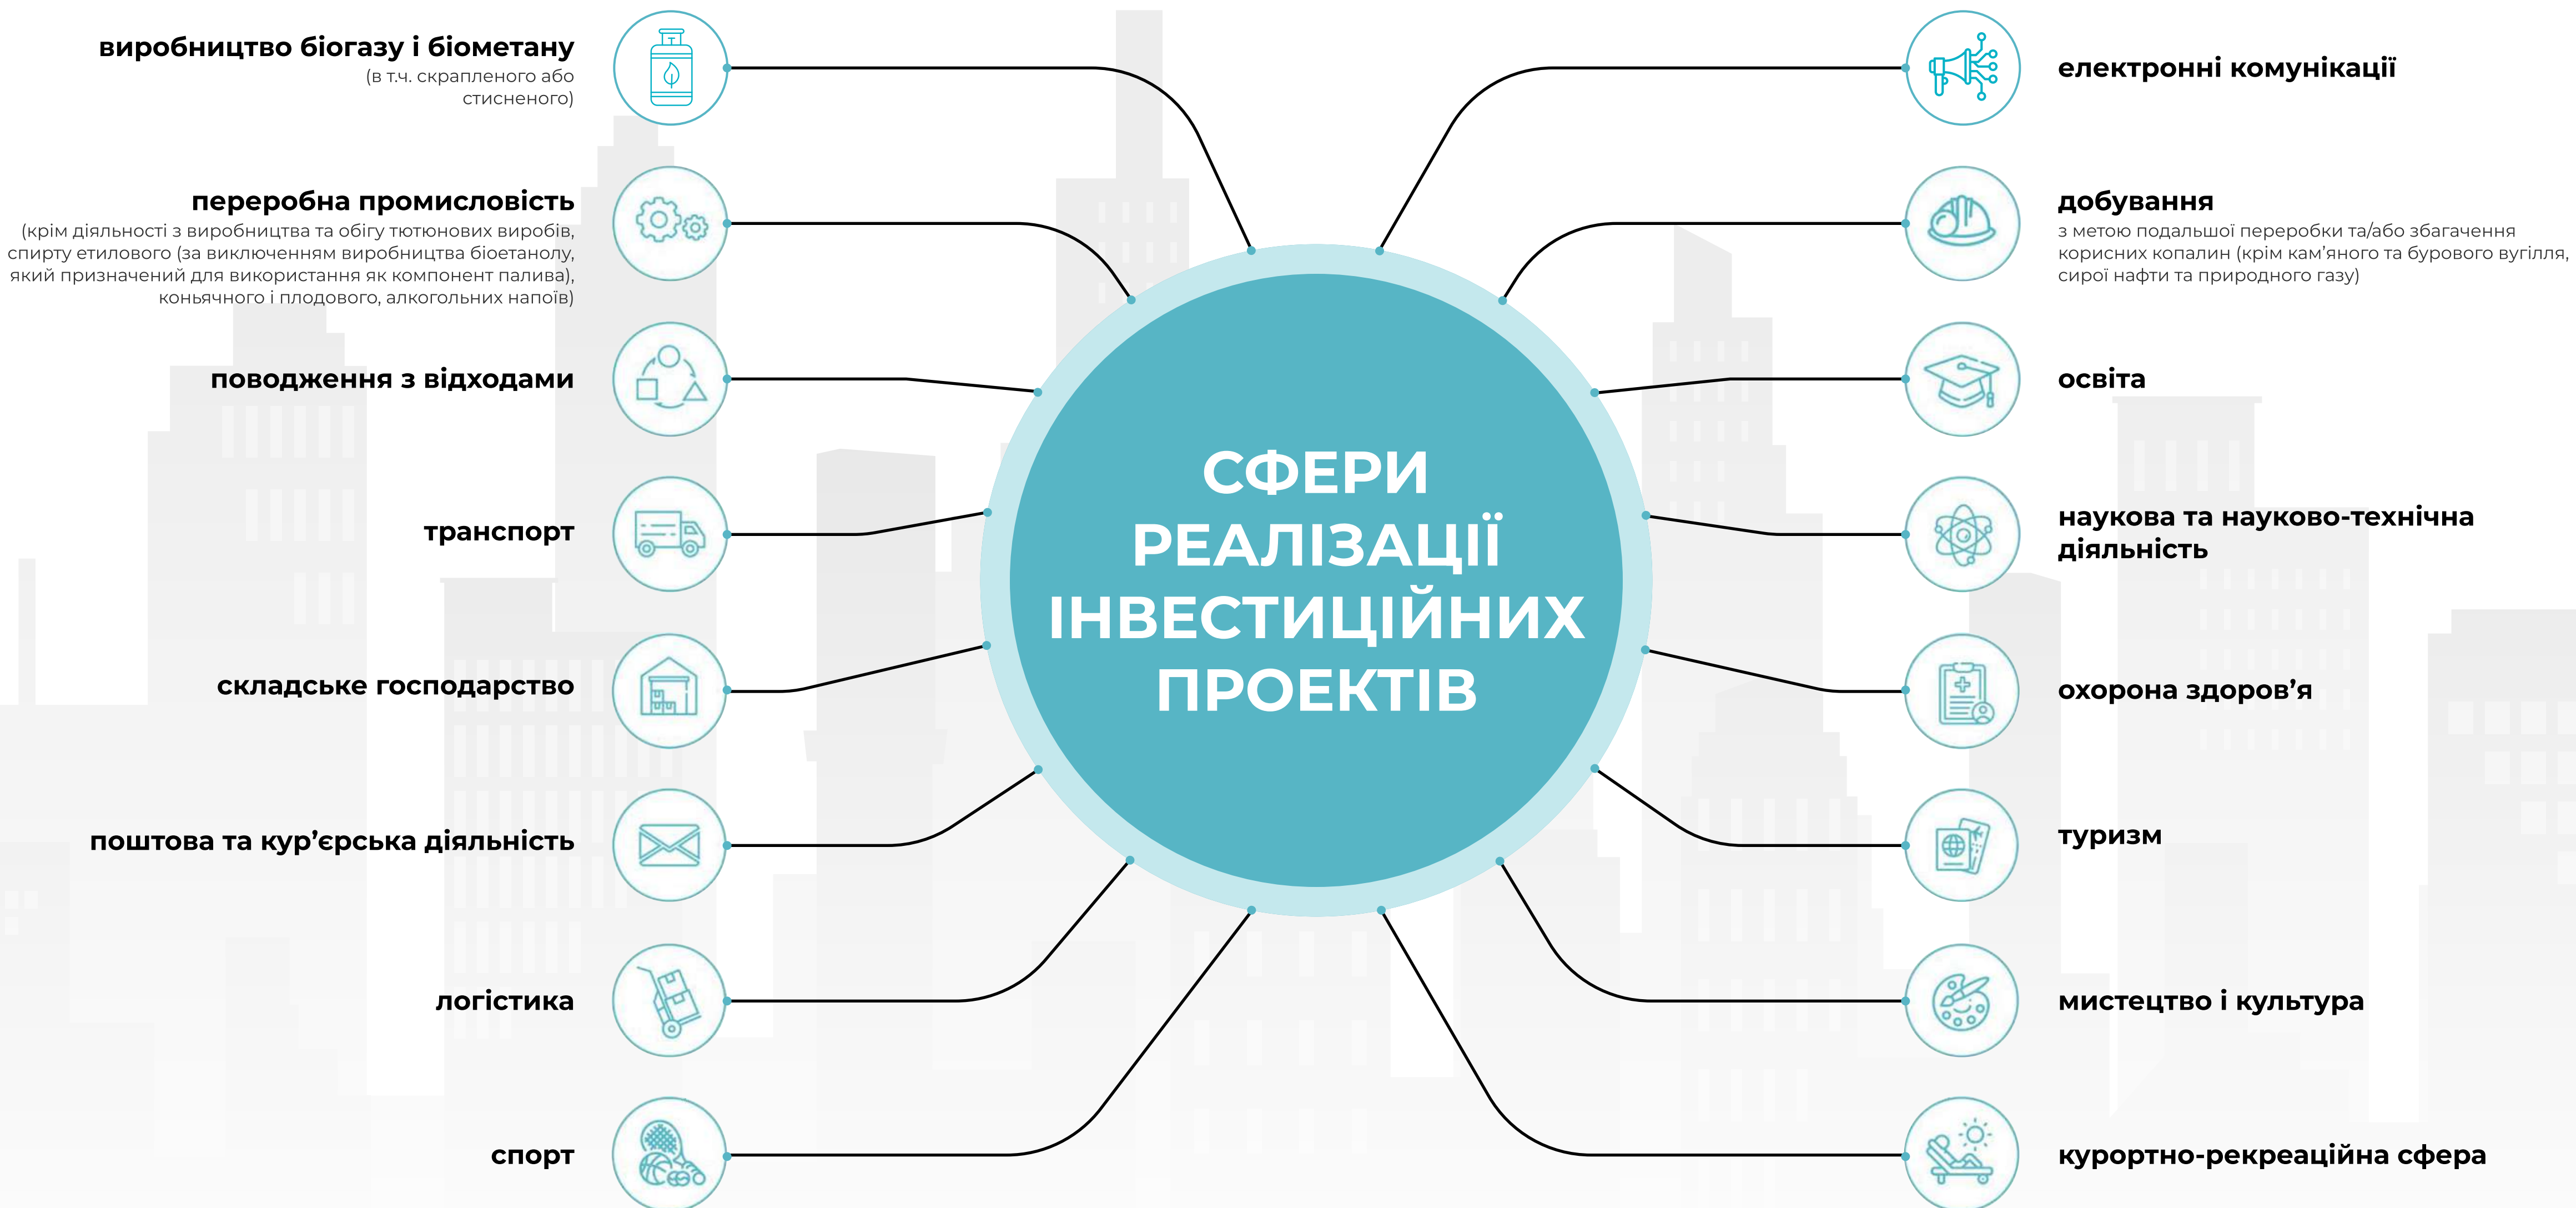 виробництво біогазу і біометану
(в т.ч. скрапленого або
стисненого)
переробна промисловість
(крім діяльності з виробництва та обігу тютюнових виробів,
спирту етилового (за виключенням виробництва біоетанолу,
який призначений для використання як компонент палива),
коньячного і плодового, алкогольних напоїв)
поводження з відходами
транспорт
складське господарство
поштова та кур’єрська діяльність
логістика
спорт
СФЕРИ
РЕАЛІЗАЦІЇ
ІНВЕСТИЦІЙНИХ
ПРОЕКТІВ
електронні комунікації
добування
з метою подальшої переробки та/або збагачення
корисних копалин (крім кам’яного та бурового вугілля,
сирої нафти та природного газу)
освіта
наукова та науково-технічна
діяльність
охорона здоров’я
туризм
мистецтво і культура
курортно-рекреаційна сфера